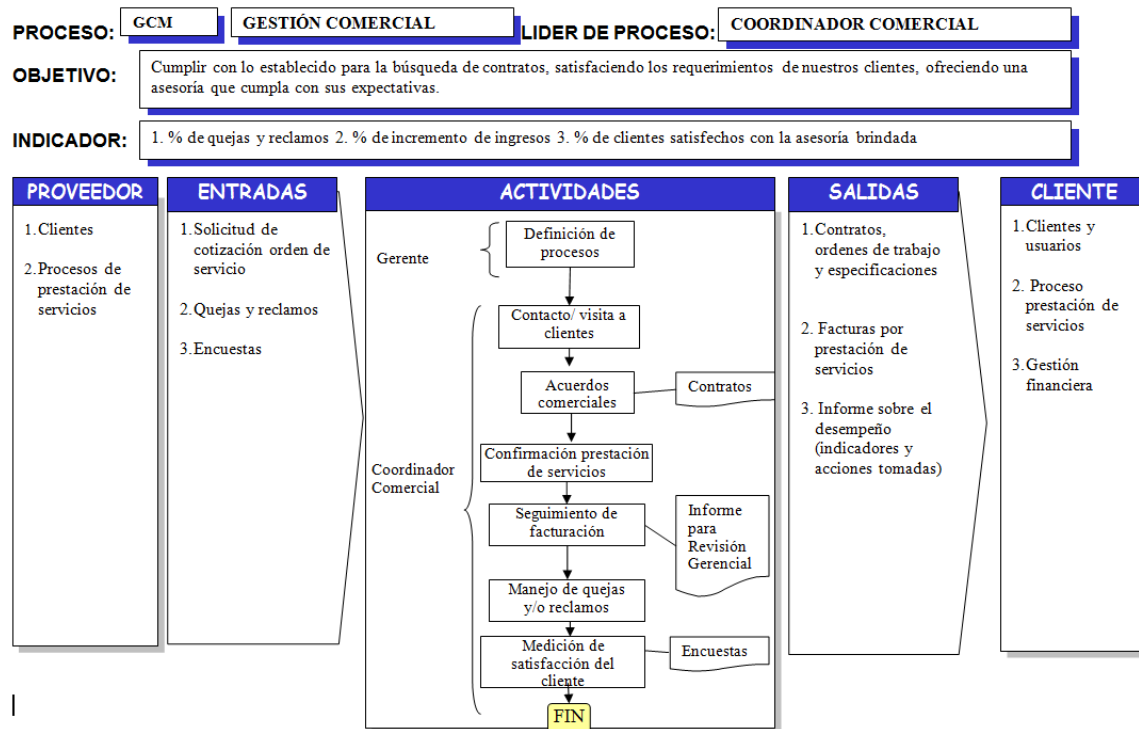 PROCESO: GCM GESTIÓN COMERCIAL LIDER DE PROCESO: COORDINADOR COMERCIAL
OBJETIVO: Cumplir con lo establecido para la búsqueda de contratos, satisfaciendo los requerimientos de nuestros clientes, ofreciendo una
asesoría que cumpla con sus expectativas.
INDICADOR: 1. % de quejas y reclamos 2. % de incremento de ingresos 3. % de clientes satisfechos con la asesoría brindada
PROVEEDOR
1. Clientes
2. Procesos de
prestación de
servicios
ENTRADAS
1. Solicitud de
cotización orden de
servicio
2. Quejas y reclamos
3. Encuestas
ACTIVIDADES
Gerente
Definición de
procesos
Contacto/ visita a
clientes
Acuerdos
comerciales
Contratos
Coordinador
Comercial
Confirmación prestación
de servicios
Seguimiento de
facturación
Informe
para
Revisión
Gerencial
Manejo de quejas
y/o reclamos
Medición de
satisfacción del
cliente
Encuestas
FIN
SALIDAS
1. Contratos,
ordenes de trabajo
y especificaciones
2. Facturas por
prestación de
servicios
3. Informe sobre el
desempeño
(indicadores y
acciones tomadas)
CLIENTE
1. Clientes y
usuarios
2. Proceso
prestación de
servicios
3. Gestión
financiera